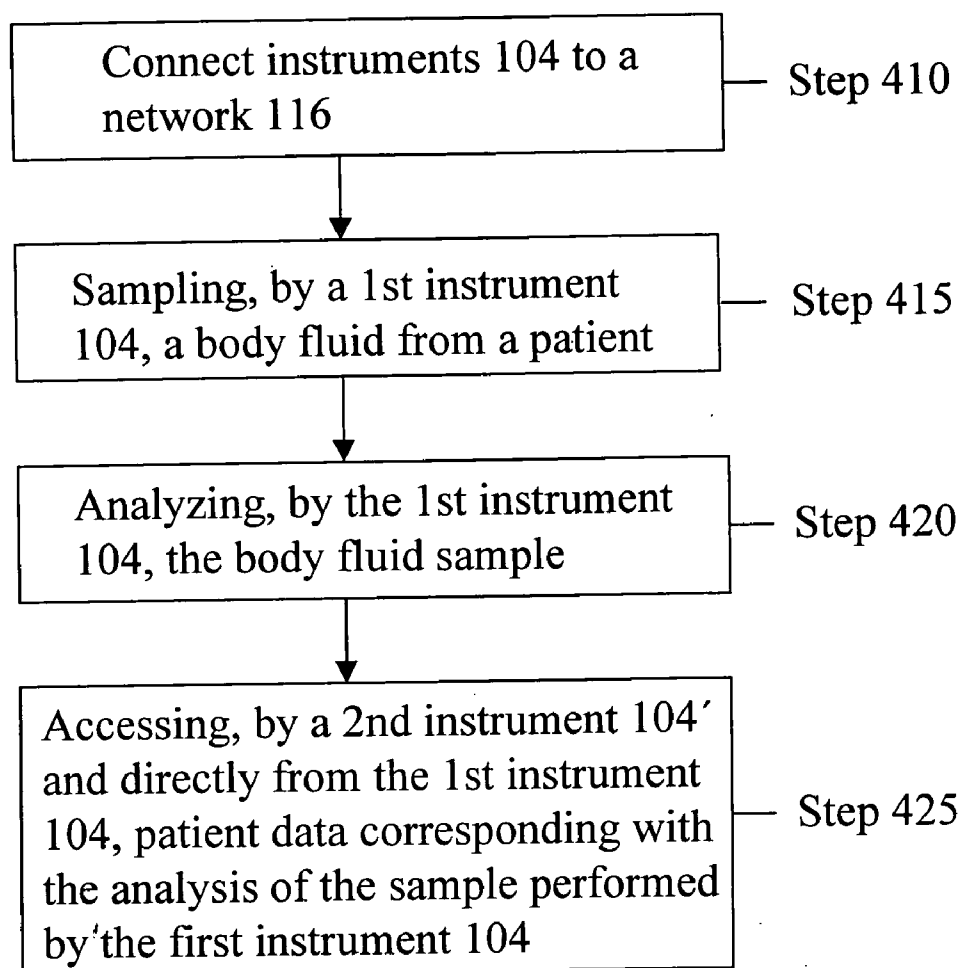 Connect instruments 104 to a
network 116
Step 410
Sampling, by a 1st instrument
104, a body fluid from a patient
Step 415
Analyzing, by the 1st instrument
104, the body fluid sample
Step 420
Accessing, by a 2nd instrument 104′
and directly from the 1st instrument
104, patient data corresponding with
the analysis of the sample performed
by the first instrument 104
Step 425